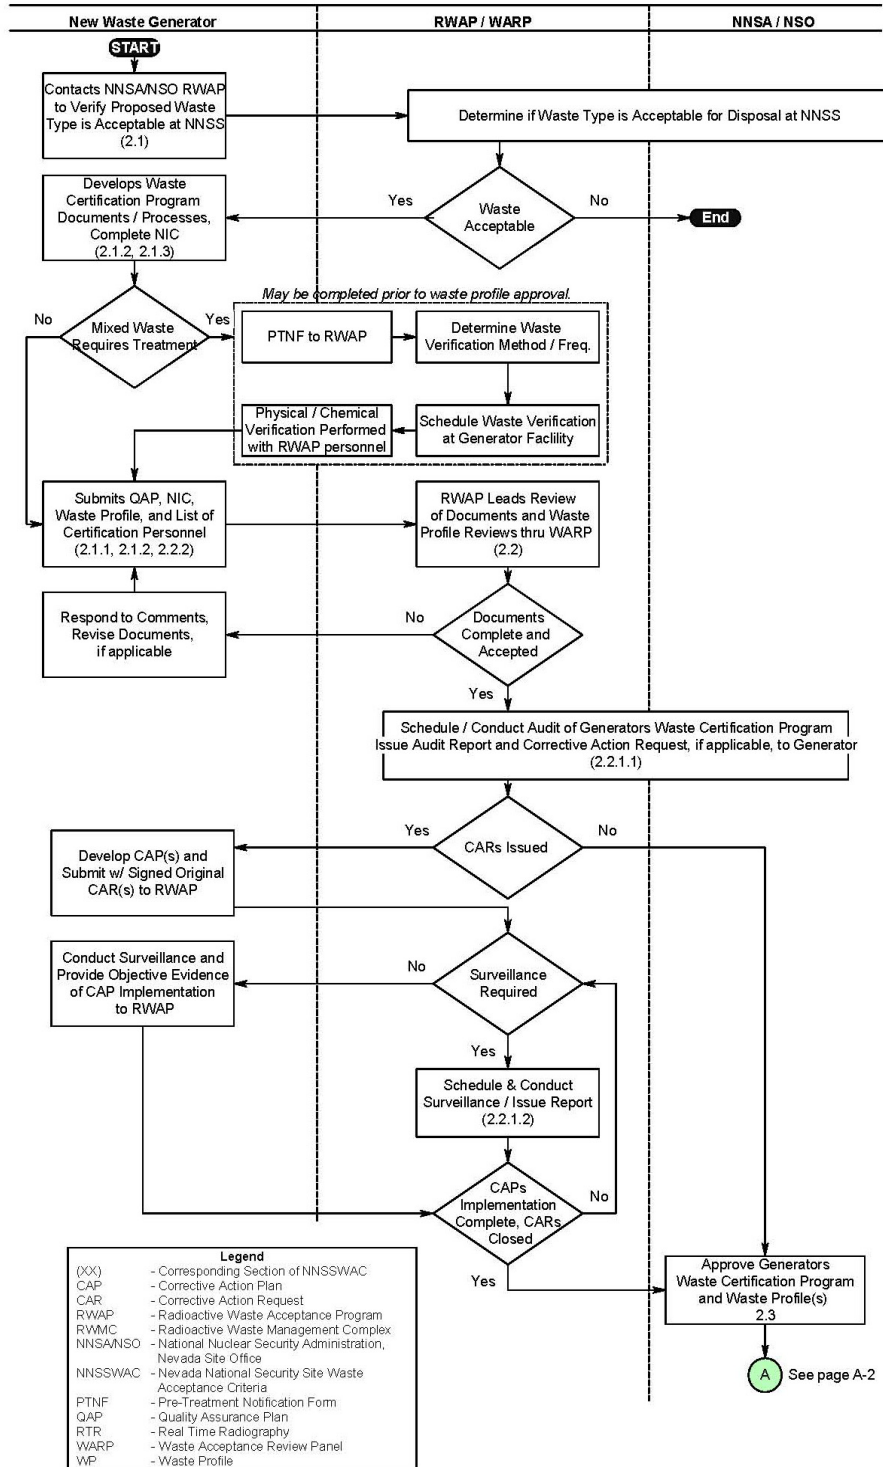 New Waste Generator
RWAP / WARP
NNSA / NSO
START
Contacts NNSA/NSO RWAP
to Verify Proposed Waste
Type is Acceptable at NNSS
(2.1)
Determine if Waste Type is Acceptable for Disposal at NNSS
Develops Waste
Certification Program
Documents / Processes,
Complete NIC
(2.1.2, 2.1.3)
Yes
Waste
Acceptable
No
End
May be completed prior to waste profile approval.
No
Mixed Waste
Requires Treatment
Yes
PTNF to RWAP
Determine Waste
Verification Method / Freq.
Physical / Chemical
Verification Performed
with RWAP personnel
Schedule Waste Verification
at Generator Faclility
Submits QAP, NIC,
Waste Profile, and List of
Certification Personnel
(2.1.1, 2.1.2, 2.2.2)
RWAP Leads Review
of Documents and Waste
Profile Reviews thru WARP
(2.2)
Respond to Comments,
Revise Documents,
if applicable
No
Documents
Complete and
Accepted
Yes
Schedule / Conduct Audit of Generators Waste Certification Program
Issue Audit Report and Corrective Action Request, if applicable, to Generator
(2.2.1.1)
Yes
CARs Issued
No
Develop CAP(s) and
Submit w/ Signed Original
CAR(s) to RWAP
Conduct Surveillance and
Provide Objective Evidence
of CAP Implementation
to RWAP
No
Surveillance
Required
Yes
Schedule & Conduct
Surveillance / Issue Report
(2.2.1.2)
CAPs
Implementation
Complete, CARs
Closed
No
Yes
Approve Generators
Waste Certification Program
and Waste Profile(s)
2.3
A
See page A-2
Legend
(XX) - Corresponding Section of NNSSWAC
CAP - Corrective Action Plan
CAR - Corrective Action Request
RWAP - Radioactive Waste Acceptance Program
RWMC - Radioactive Waste Management Complex
NNSA/NSO - National Nuclear Security Administration,
Nevada Site Office
NNSSWAC - Nevada National Security Site Waste
Acceptance Criteria
PTNF - Pre-Treatment Notification Form
QAP - Quality Assurance Plan
RTR - Real Time Radiography
WARP - Waste Acceptance Review Panel
WP - Waste Profile